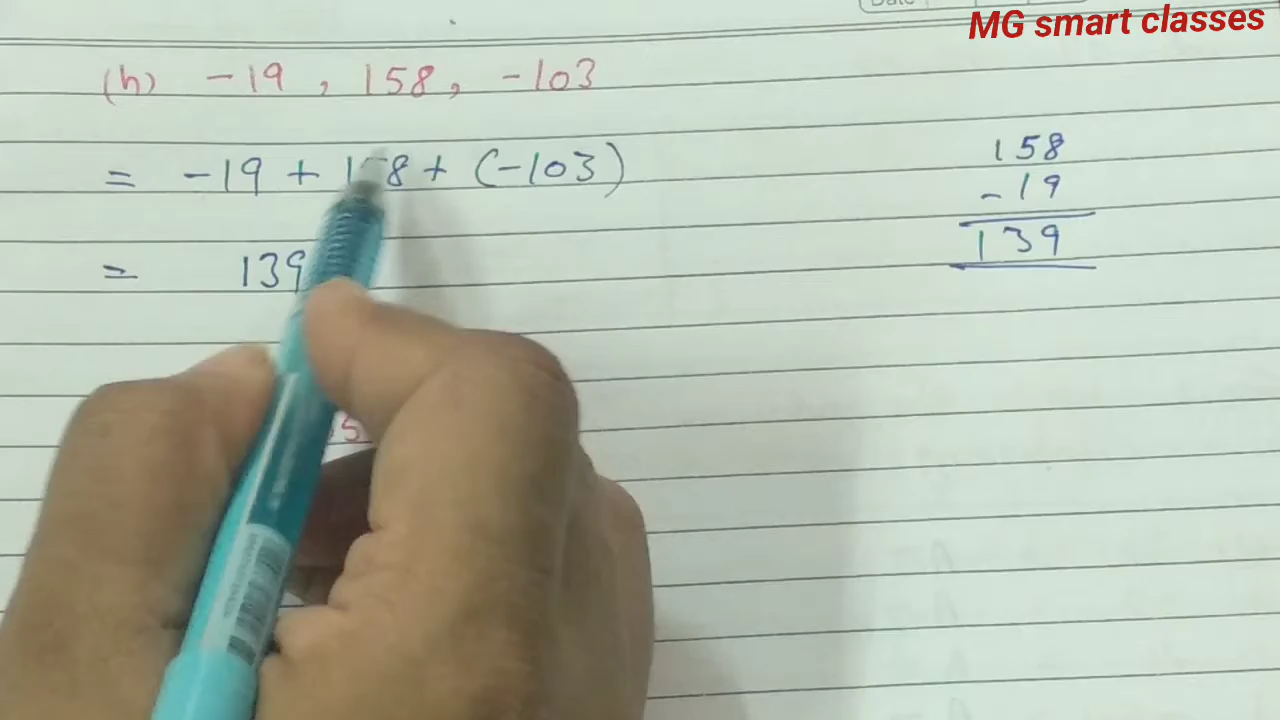 MG smart classes
(h) -19 , 158, -103
= -19 + 158 + (-103)
= 139
158
-19
139